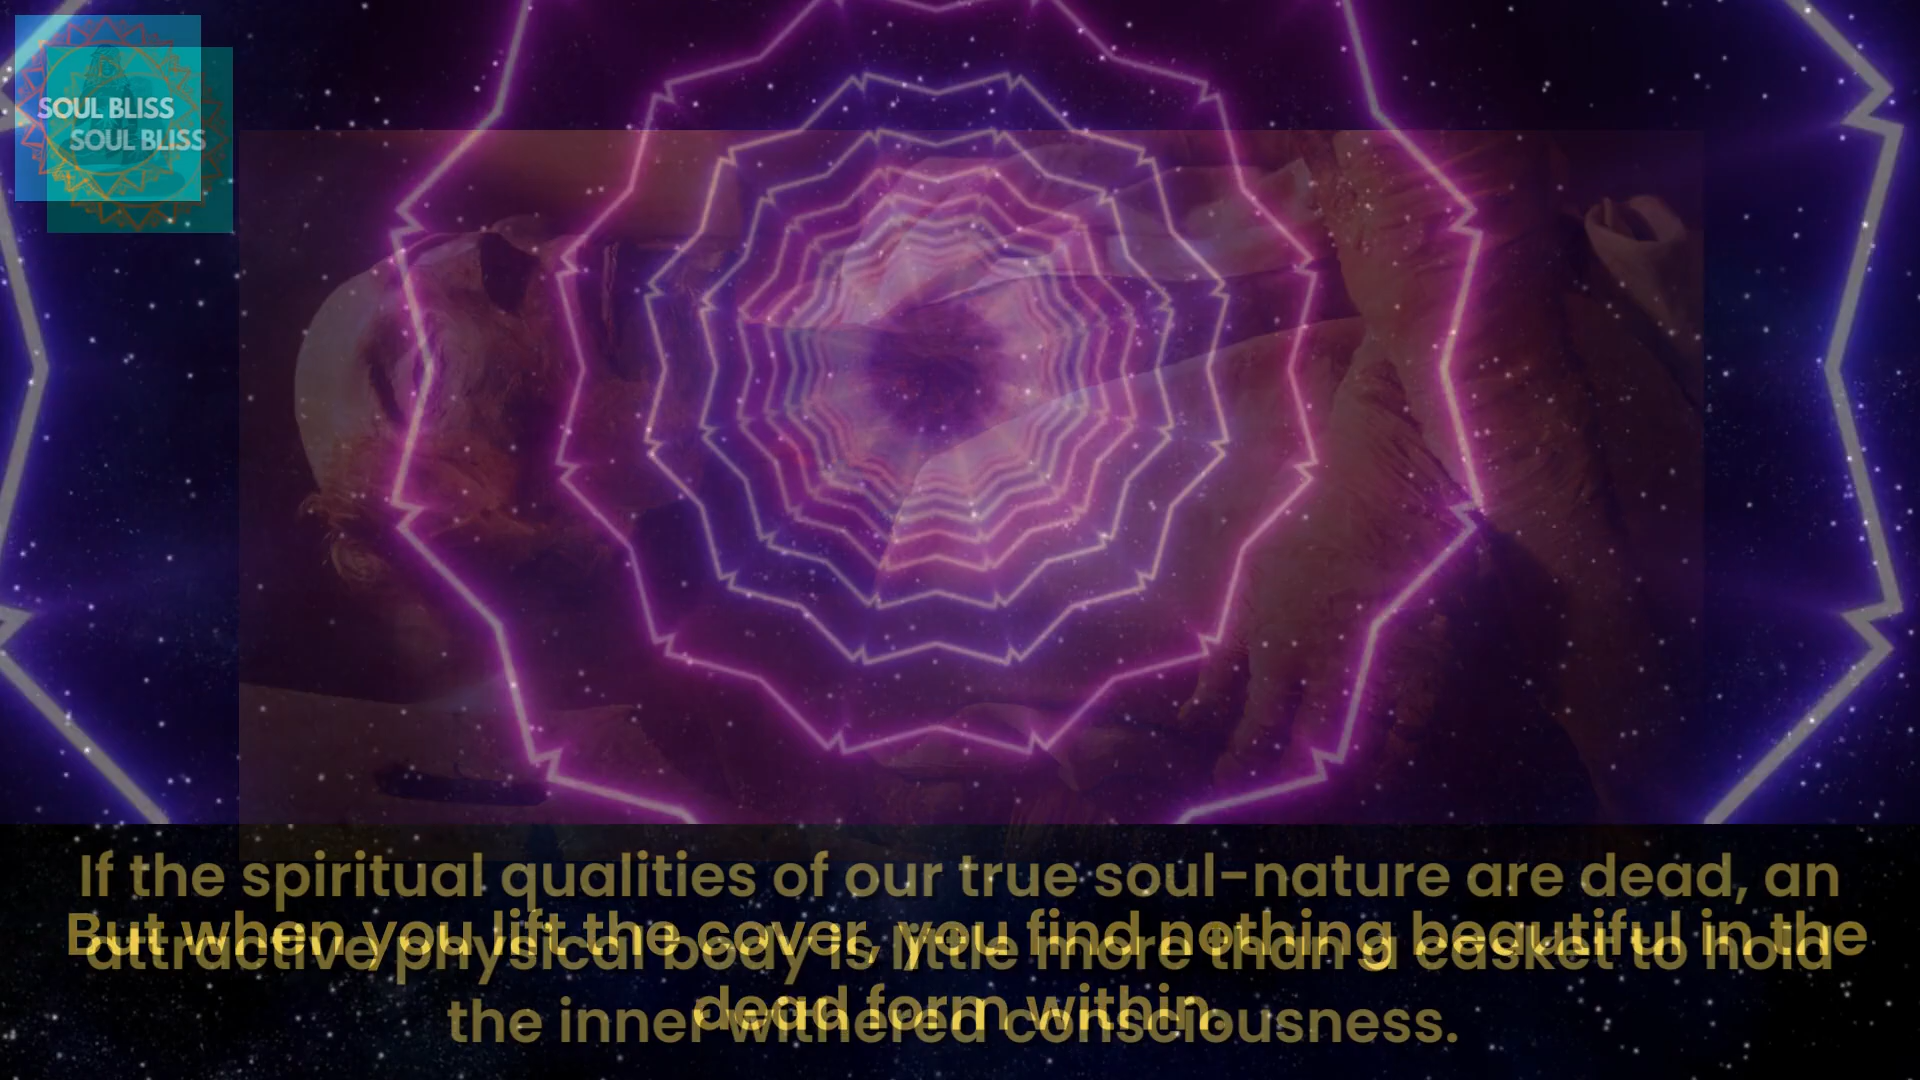 SOUL BLISS
SOUL BLISS
If the spiritual qualities of our true soul-nature are dead, an
But when you lift the cover, you find nothing beautiful in the
attractive physical body is little more than a casket to hold
dead form within.
the inner withered consciousness.